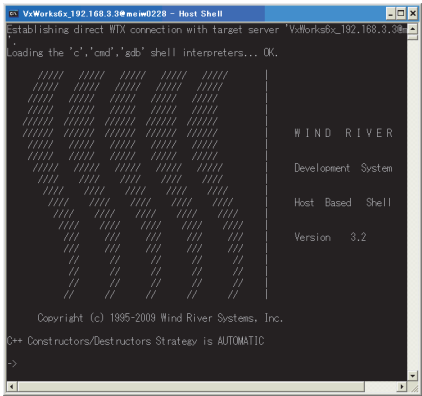 VxWorks6x_192.168.3.3@meiw0228 - Host Shell
Establishing direct WTX connection with target server 'VxWorks6x_192.168.3.3@m
'.
Loading the 'c','cmd','gdb' shell interpreters... OK.
WIND RIVER
Development System
Host Based Shell
Version 3.2
Copyright (c) 1995-2009 Wind River Systems, Inc.
C++ Constructors/Destructors Strategy is AUTOMATIC
->